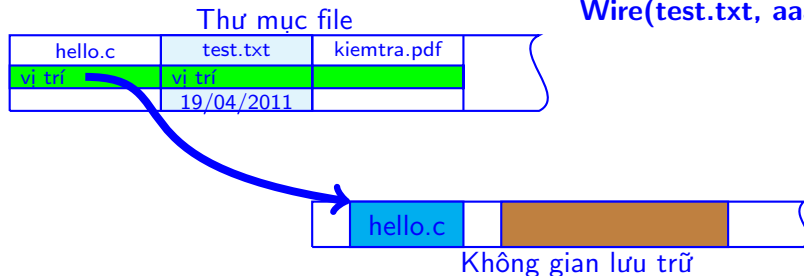 Thư mục file
Wire(test.txt, aa
hello.c test.txt kiemtra.pdf
vị trí vị trí
19/04/2011
hello.c
Không gian lưu trữ